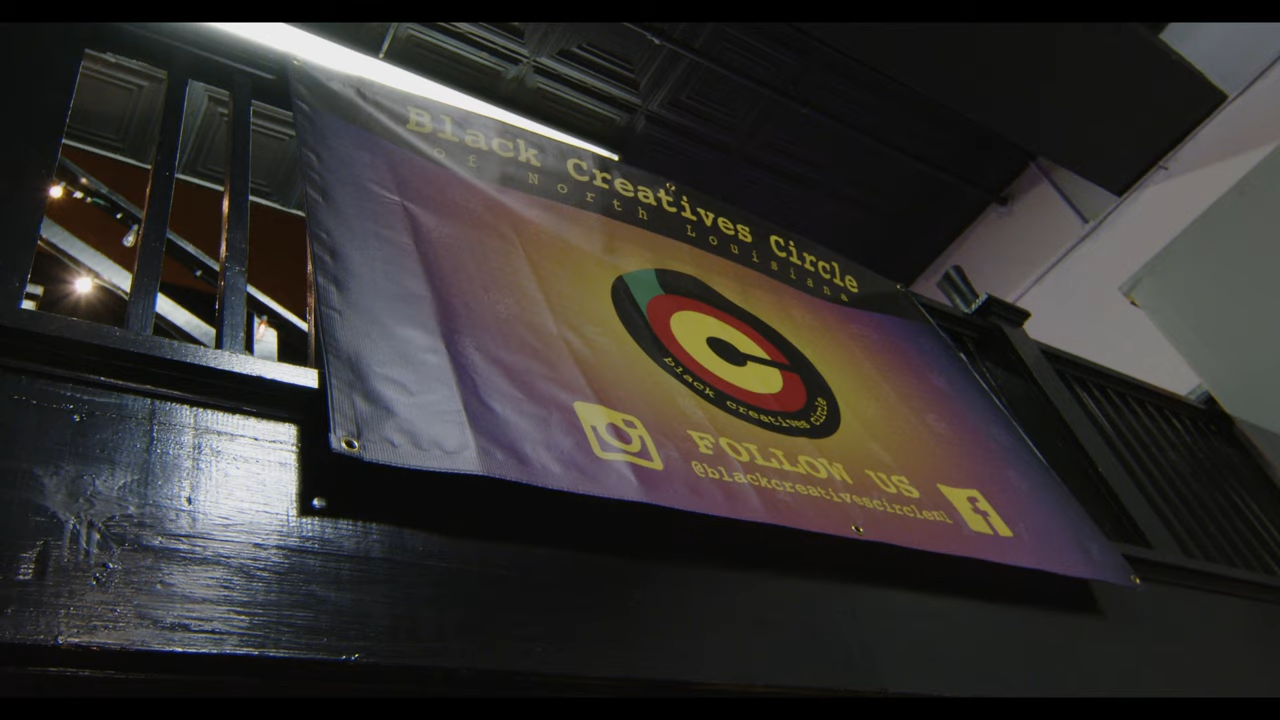 Black Creatives Circle
of North Louisiana
black creatives circle
FOLLOW US
@blackcreativescirclenl